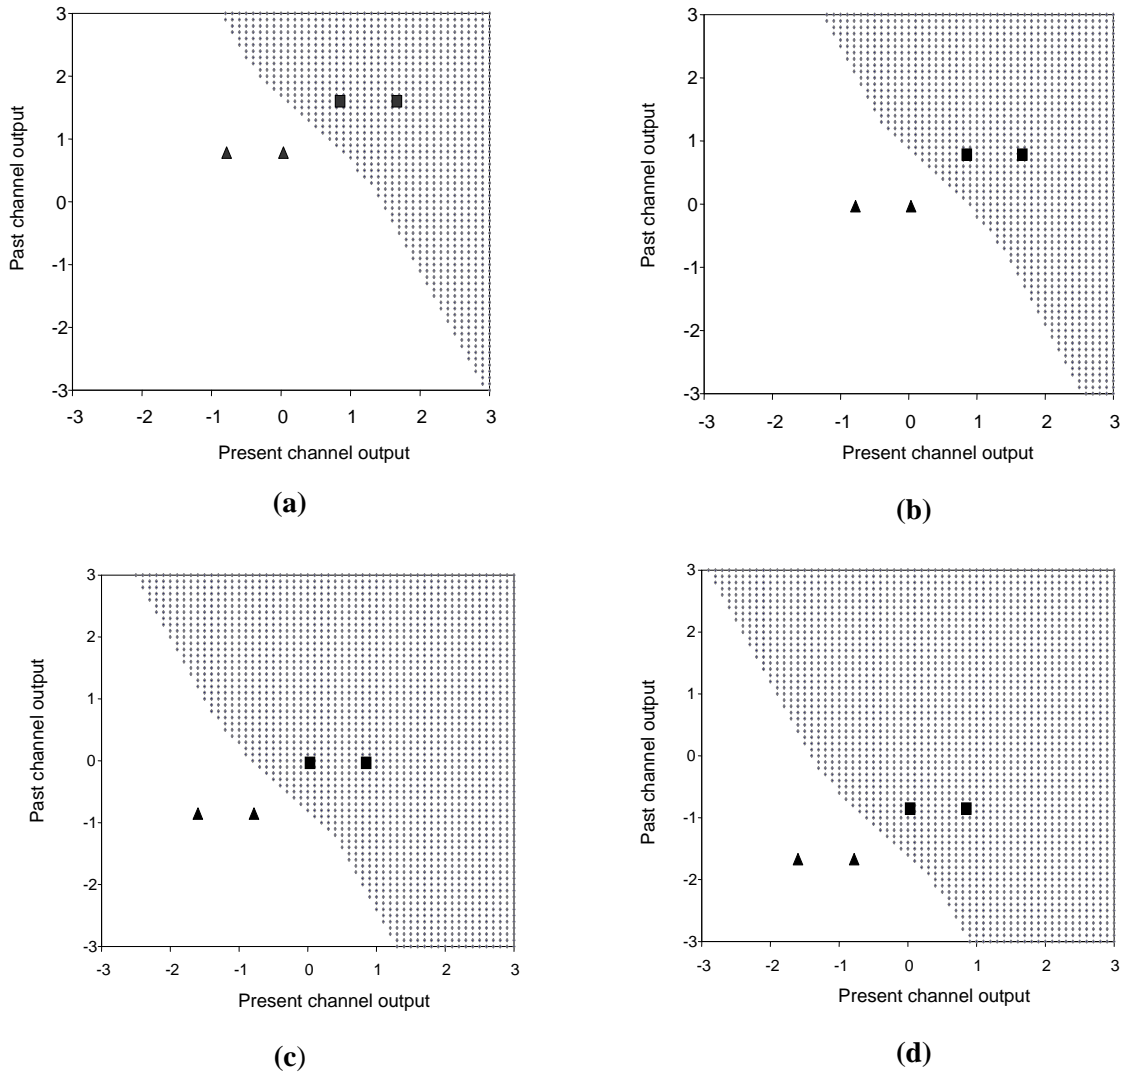 3
2
1
0
-1
-2
-3
-3 -2 -1 0 1 2 3
Past channel output
Present channel output
(a)
3
2
1
0
-1
-2
-3
-3 -2 -1 0 1 2 3
Past channel output
Present channel output
(b)
3
2
1
0
-1
-2
-3
-3 -2 -1 0 1 2 3
Past channel output
Present channel output
(c)
3
2
1
0
-1
-2
-3
-3 -2 -1 0 1 2 3
Past channel output
Present channel output
(d)